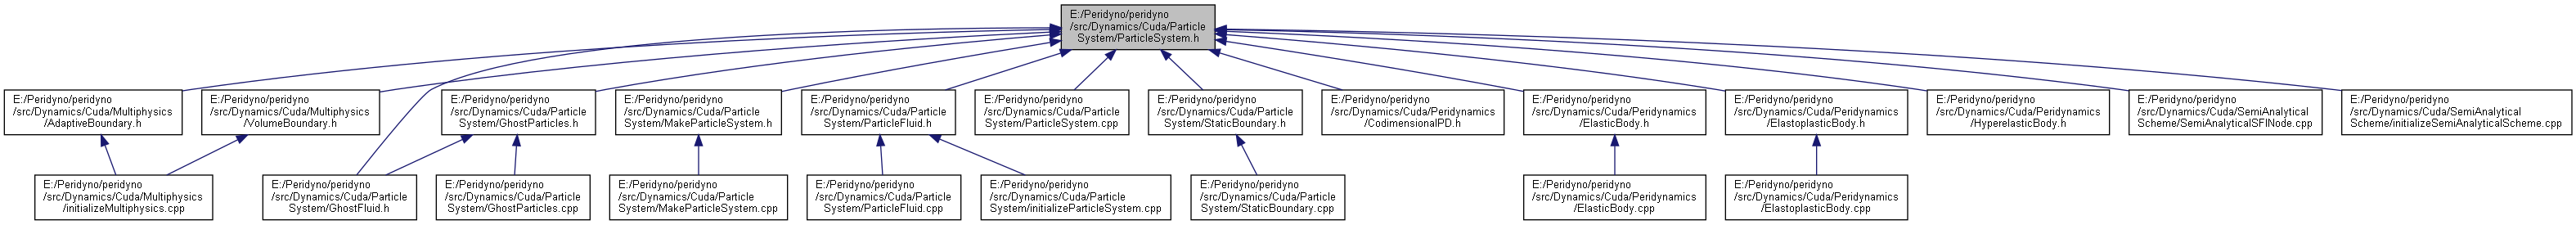 E:/Peridyno/peridyno
/src/Dynamics/Cuda/Particle
System/ParticleSystem.h
E:/Peridyno/peridyno
/src/Dynamics/Cuda/Multiphysics
/AdaptiveBoundary.h
E:/Peridyno/peridyno
/src/Dynamics/Cuda/Multiphysics
/VolumeBoundary.h
E:/Peridyno/peridyno
/src/Dynamics/Cuda/Particle
System/GhostParticles.h
E:/Peridyno/peridyno
/src/Dynamics/Cuda/Particle
System/MakeParticleSystem.h
E:/Peridyno/peridyno
/src/Dynamics/Cuda/Particle
System/ParticleFluid.h
E:/Peridyno/peridyno
/src/Dynamics/Cuda/Particle
System/ParticleSystem.cpp
E:/Peridyno/peridyno
/src/Dynamics/Cuda/Particle
System/StaticBoundary.h
E:/Peridyno/peridyno
/src/Dynamics/Cuda/Peridynamics
/CodimensionalPD.h
E:/Peridyno/peridyno
/src/Dynamics/Cuda/Peridynamics
/ElasticBody.h
E:/Peridyno/peridyno
/src/Dynamics/Cuda/Peridynamics
/ElastoplasticBody.h
E:/Peridyno/peridyno
/src/Dynamics/Cuda/Peridynamics
/HyperelasticBody.h
E:/Peridyno/peridyno
/src/Dynamics/Cuda/SemiAnalytical
Scheme/SemiAnalyticalSFINode.cpp
E:/Peridyno/peridyno
/src/Dynamics/Cuda/SemiAnalytical
Scheme/initializeSemiAnalyticalScheme.cpp
E:/Peridyno/peridyno
/src/Dynamics/Cuda/Multiphysics
/initializeMultiphysics.cpp
E:/Peridyno/peridyno
/src/Dynamics/Cuda/Particle
System/GhostFluid.h
E:/Peridyno/peridyno
/src/Dynamics/Cuda/Particle
System/GhostParticles.cpp
E:/Peridyno/peridyno
/src/Dynamics/Cuda/Particle
System/MakeParticleSystem.cpp
E:/Peridyno/peridyno
/src/Dynamics/Cuda/Particle
System/ParticleFluid.cpp
E:/Peridyno/peridyno
/src/Dynamics/Cuda/Particle
System/initializeParticleSystem.cpp
E:/Peridyno/peridyno
/src/Dynamics/Cuda/Particle
System/StaticBoundary.cpp
E:/Peridyno/peridyno
/src/Dynamics/Cuda/Peridynamics
/ElasticBody.cpp
E:/Peridyno/peridyno
/src/Dynamics/Cuda/Peridynamics
/ElastoplasticBody.cpp